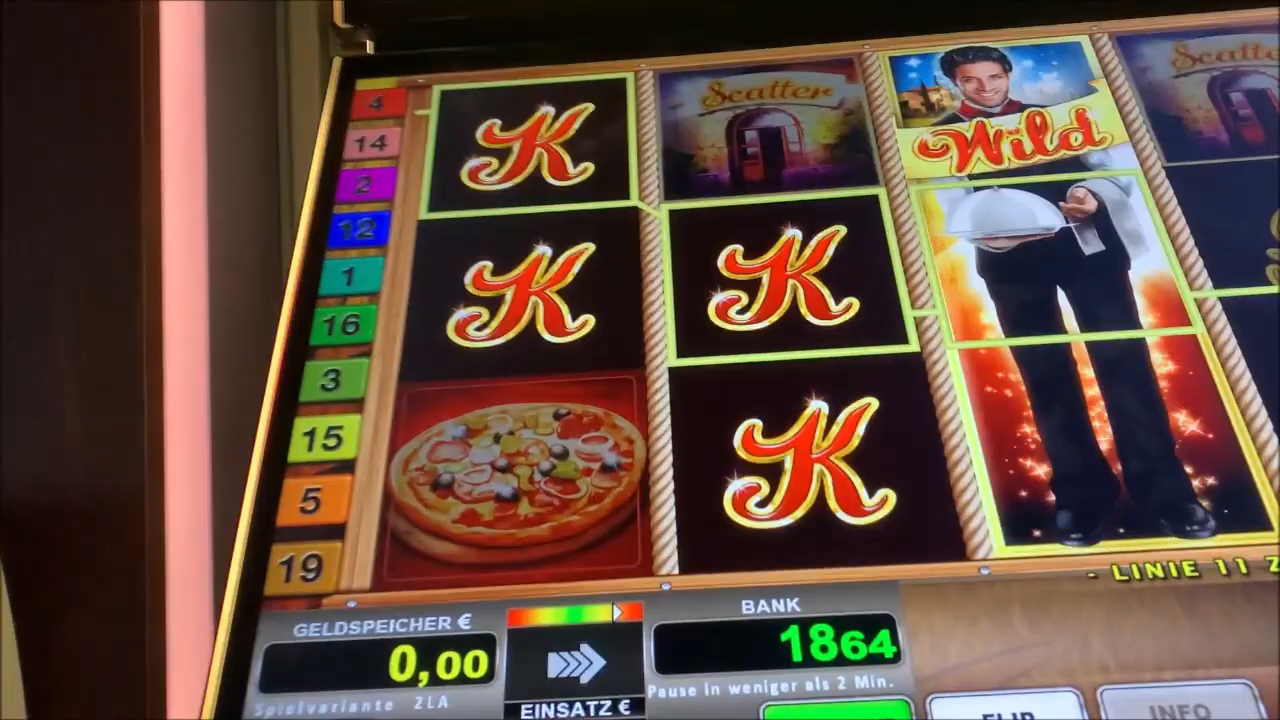 4
14
2
12
1
16
3
15
5
19
K
K
K
K
Scatter
Wild
Scatte
- LINIE 11 Z
GELDSPEICHER €
0,00
Spielvariante 2LA
EINSATZ €
BANK
1864
Pause in weniger als 2 Min.
INFO